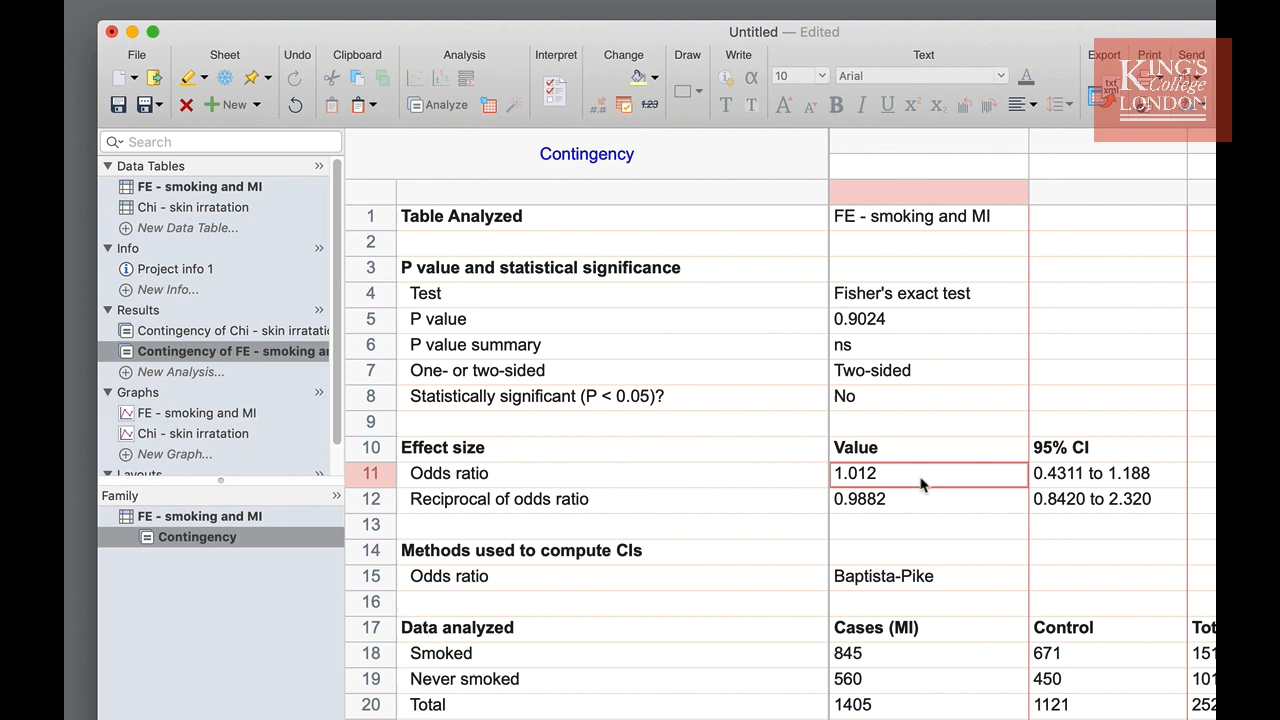 Untitled — Edited
File Sheet Undo Clipboard Analysis Interpret Change Draw Write Text Export Print Send
10 Arial
New Analyze
KING'S
College
LONDON
Search
Contingency
Data Tables
FE - smoking and MI
Chi - skin irratation
New Data Table...
Info
Project info 1
New Info...
Results
Contingency of Chi - skin irratatic
Contingency of FE - smoking ar
New Analysis...
Graphs
FE - smoking and MI
Chi - skin irratation
New Graph...
Layouts
Family
FE - smoking and MI
Contingency
1 Table Analyzed FE - smoking and MI
2
3 P value and statistical significance
4 Test Fisher's exact test
5 P value 0.9024
6 P value summary ns
7 One- or two-sided Two-sided
8 Statistically significant (P < 0.05)? No
9
10 Effect size Value 95% CI
11 Odds ratio 1.012 0.4311 to 1.188
12 Reciprocal of odds ratio 0.9882 0.8420 to 2.320
13
14 Methods used to compute CIs
15 Odds ratio Baptista-Pike
16
17 Data analyzed Cases (MI) Control Tot
18 Smoked 845 671 151
19 Never smoked 560 450 101
20 Total 1405 1121 252